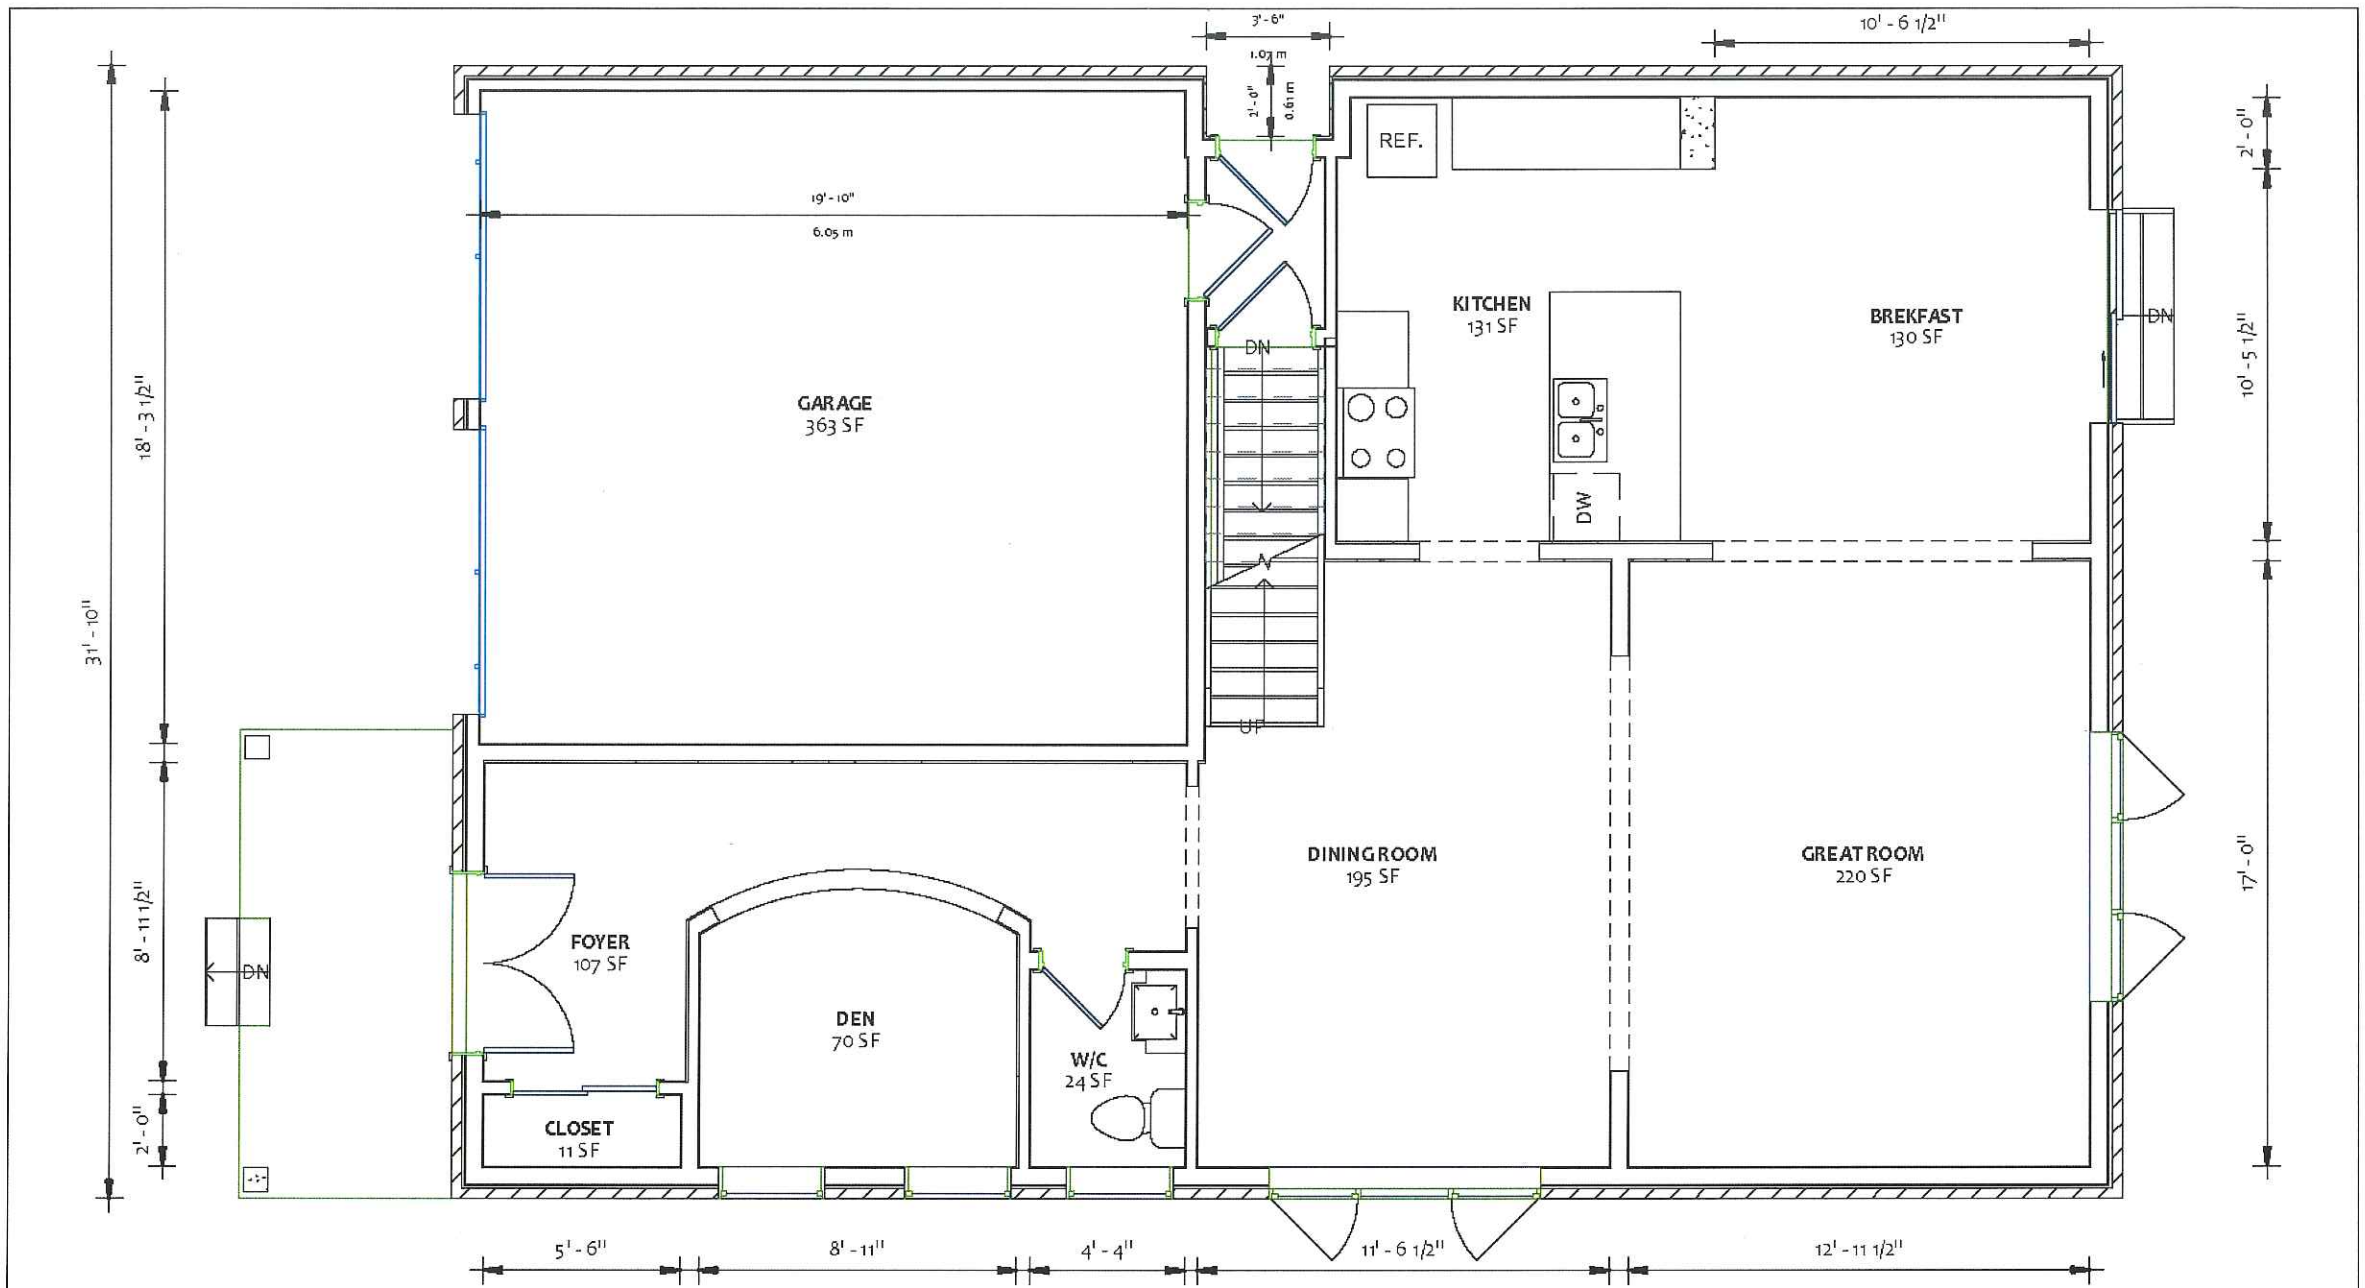 3' - 6"
10' - 6 1/2"
1.07 m
2' - 0"
0.61 m
REF.
2' - 0"
19' - 10"
6.05 m
KITCHEN
131 SF
BREKFAST
130 SF
DN
DN
10' - 5 1/2"
18' - 3 1/2"
GARAGE
363 SF
DW
31' - 10"
UP
DINING ROOM
195 SF
GREAT ROOM
220 SF
17' - 0"
8' - 11 1/2"
FOYER
107 SF
DN
DEN
70 SF
W/C
24 SF
2' - 0"
CLOSET
11 SF
5' - 6"
8' - 11"
4' - 4"
11' - 6 1/2"
12' - 11 1/2"